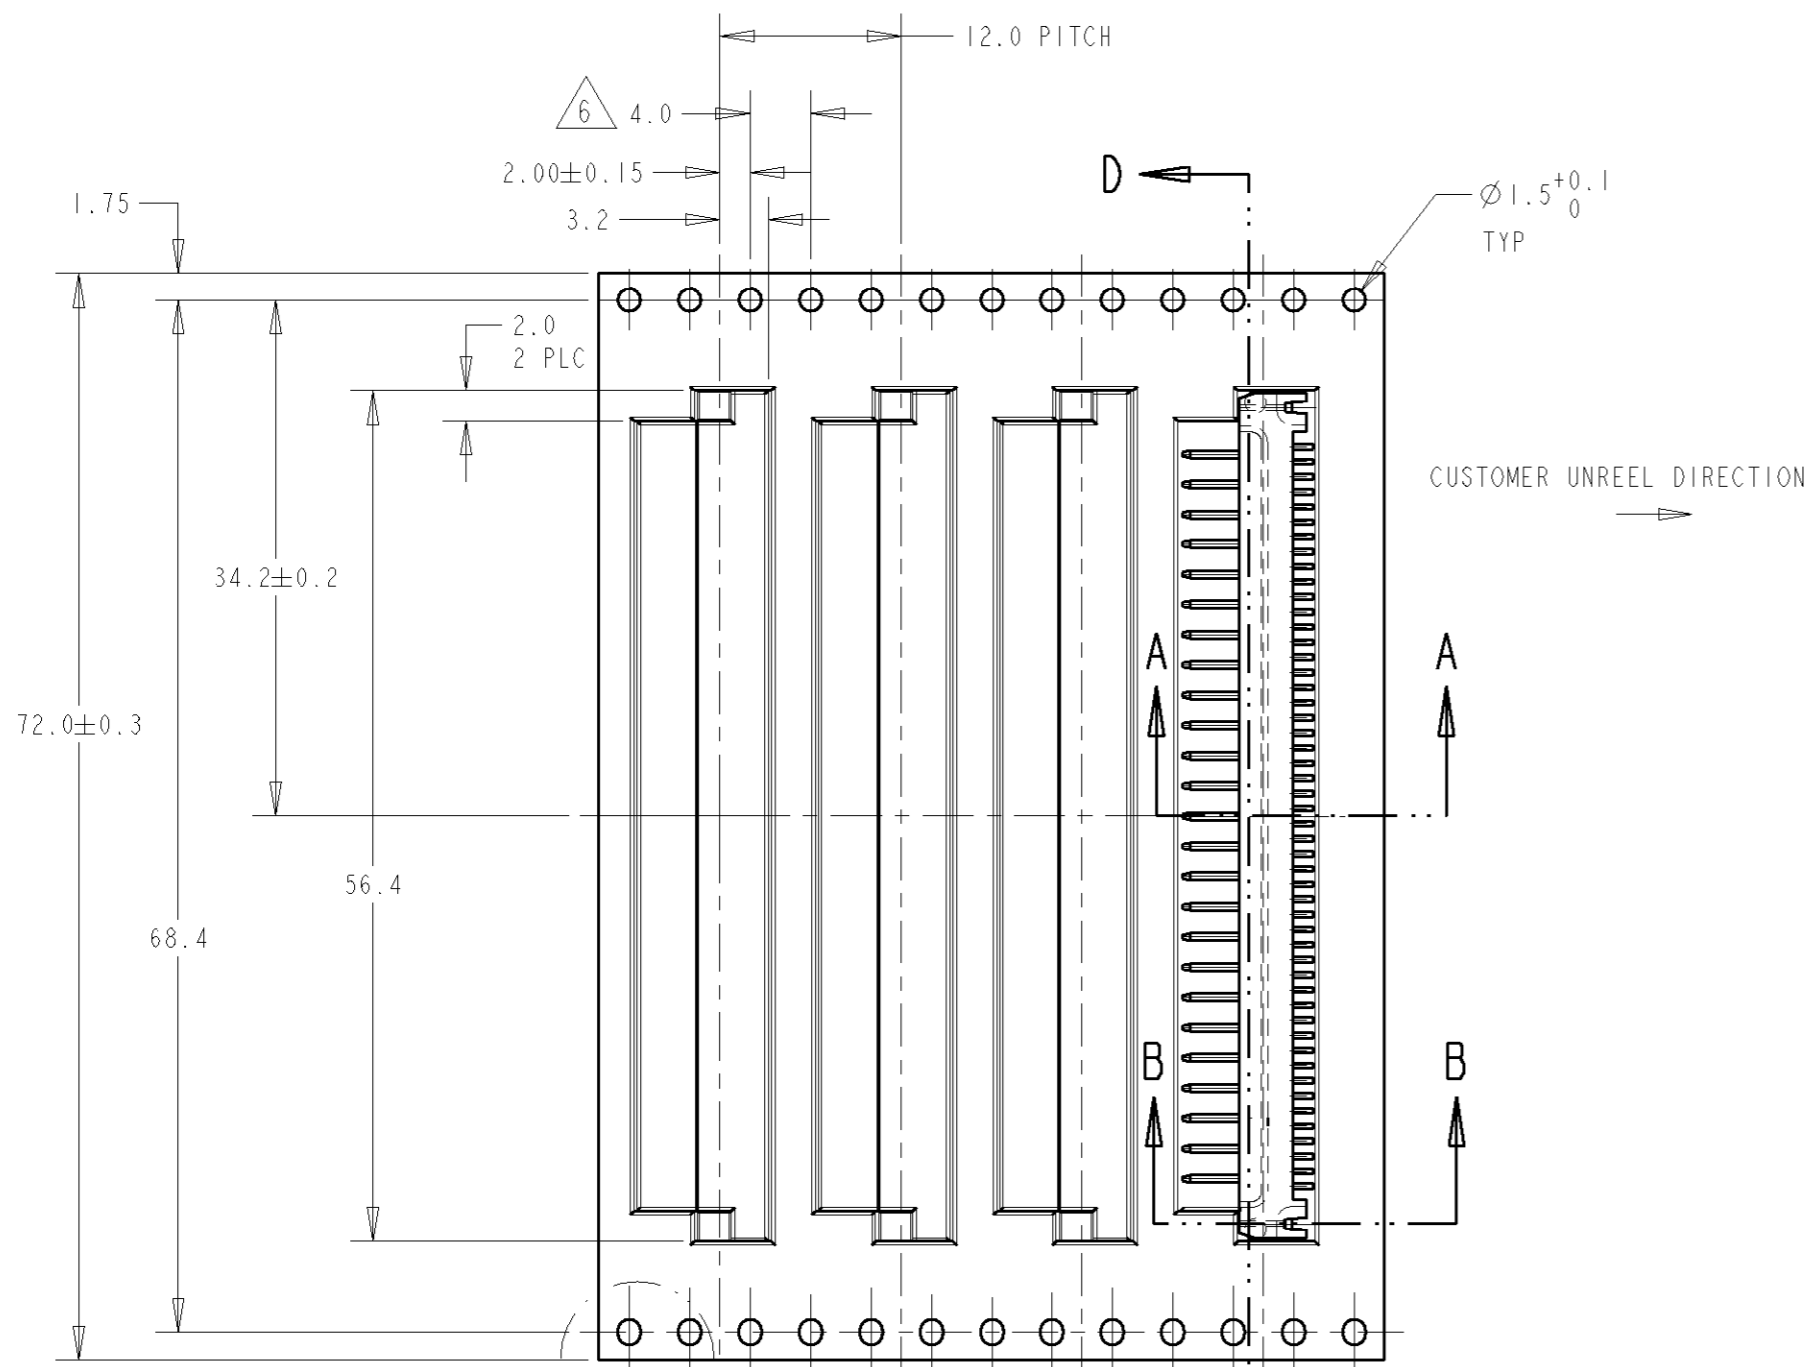 12.0 PITCH
6 4.0
2.00±0.15
3.2
1.75
D
Ø1.5 +0.1
0
TYP
2.0
2 PLC
CUSTOMER UNREEL DIRECTION
34.2±0.2
A A
72.0±0.3
56.4
68.4
B B